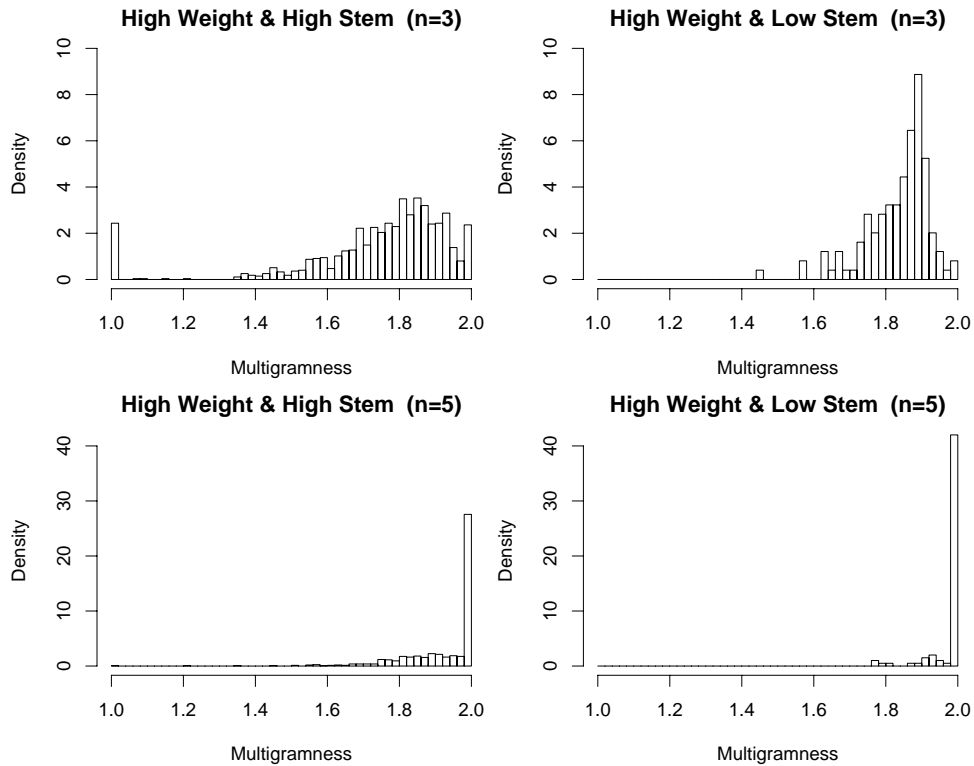 High Weight & High Stem (n=3)
Density
0 2 4 6 8 10
1.0 1.2 1.4 1.6 1.8 2.0
Multigramness
High Weight & Low Stem (n=3)
Density
0 2 4 6 8 10
1.0 1.2 1.4 1.6 1.8 2.0
Multigramness
High Weight & High Stem (n=5)
Density
0 10 20 30 40
1.0 1.2 1.4 1.6 1.8 2.0
Multigramness
High Weight & Low Stem (n=5)
Density
0 10 20 30 40
1.0 1.2 1.4 1.6 1.8 2.0
Multigramness